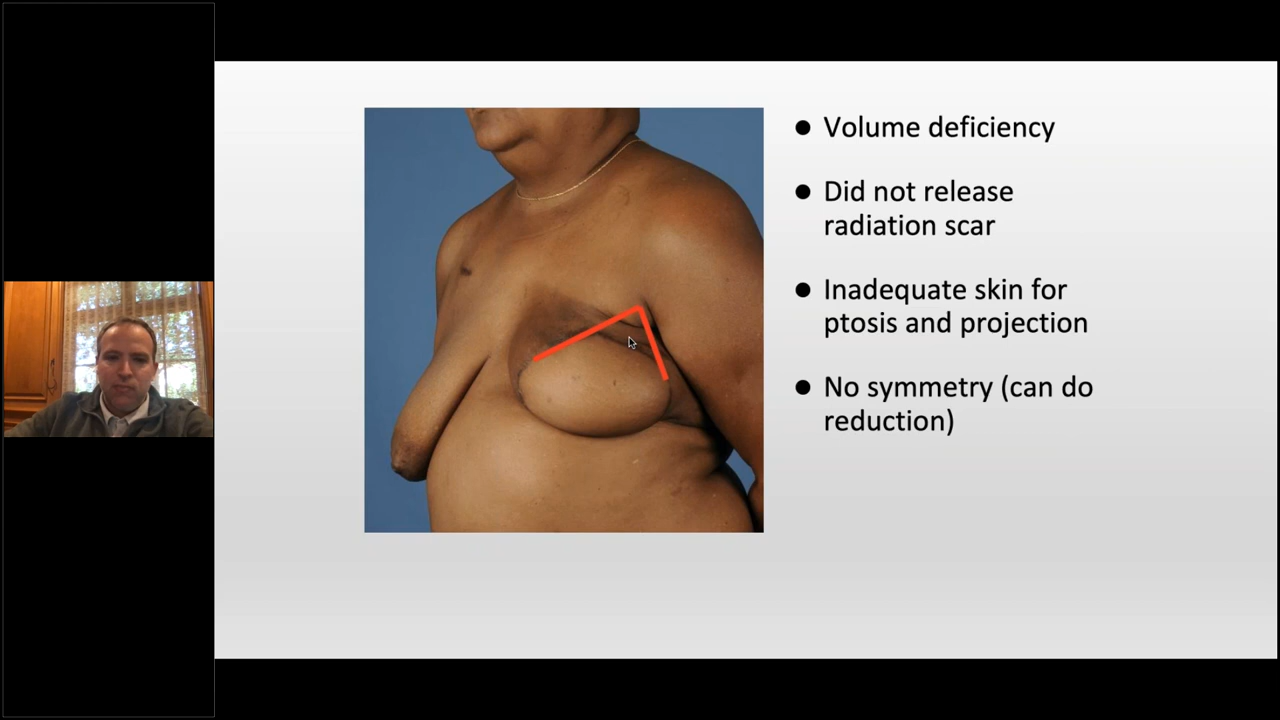 ● Volume deficiency
● Did not release
radiation scar
● Inadequate skin for
ptosis and projection
● No symmetry (can do
reduction)